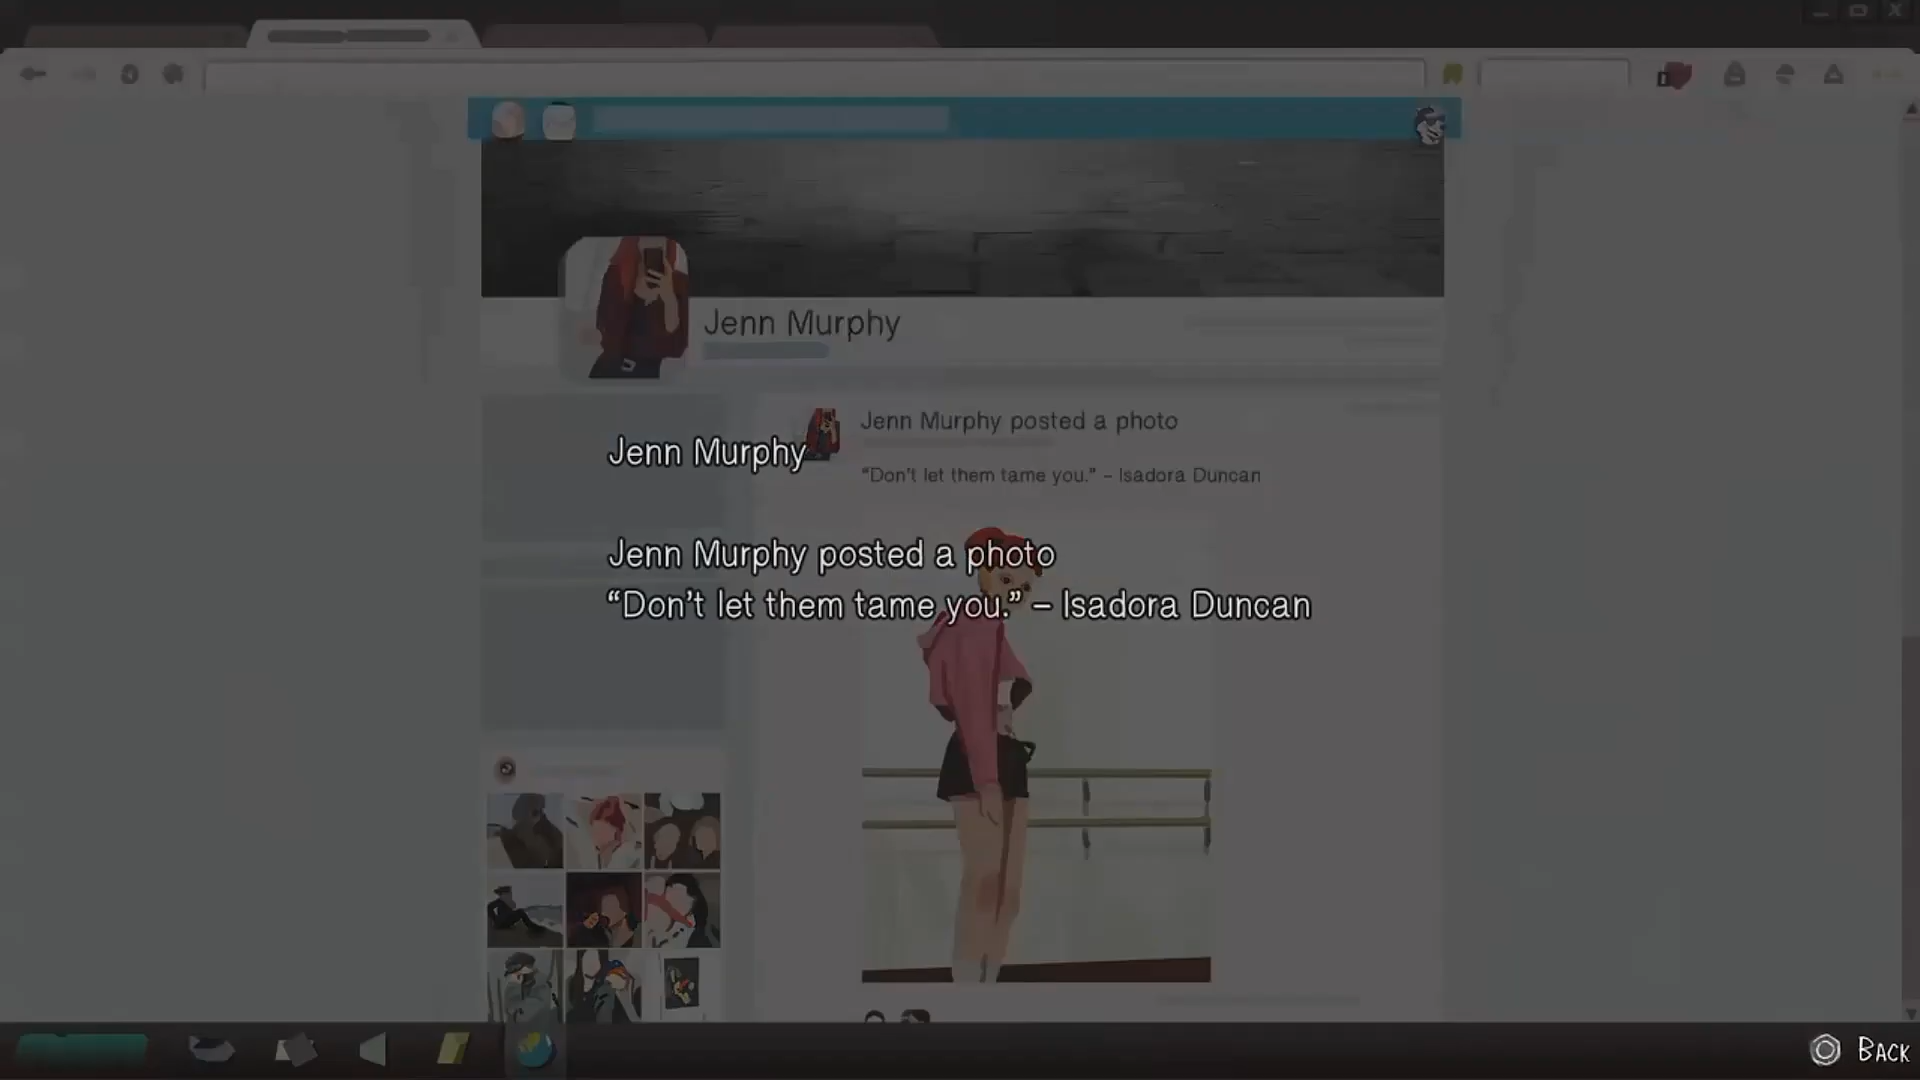 Jenn Murphy
Jenn Murphy posted a photo
"Don't let them tame you." – Isadora Duncan
Jenn Murphy
Jenn Murphy posted a photo
“Don’t let them tame you.” – Isadora Duncan
BACK